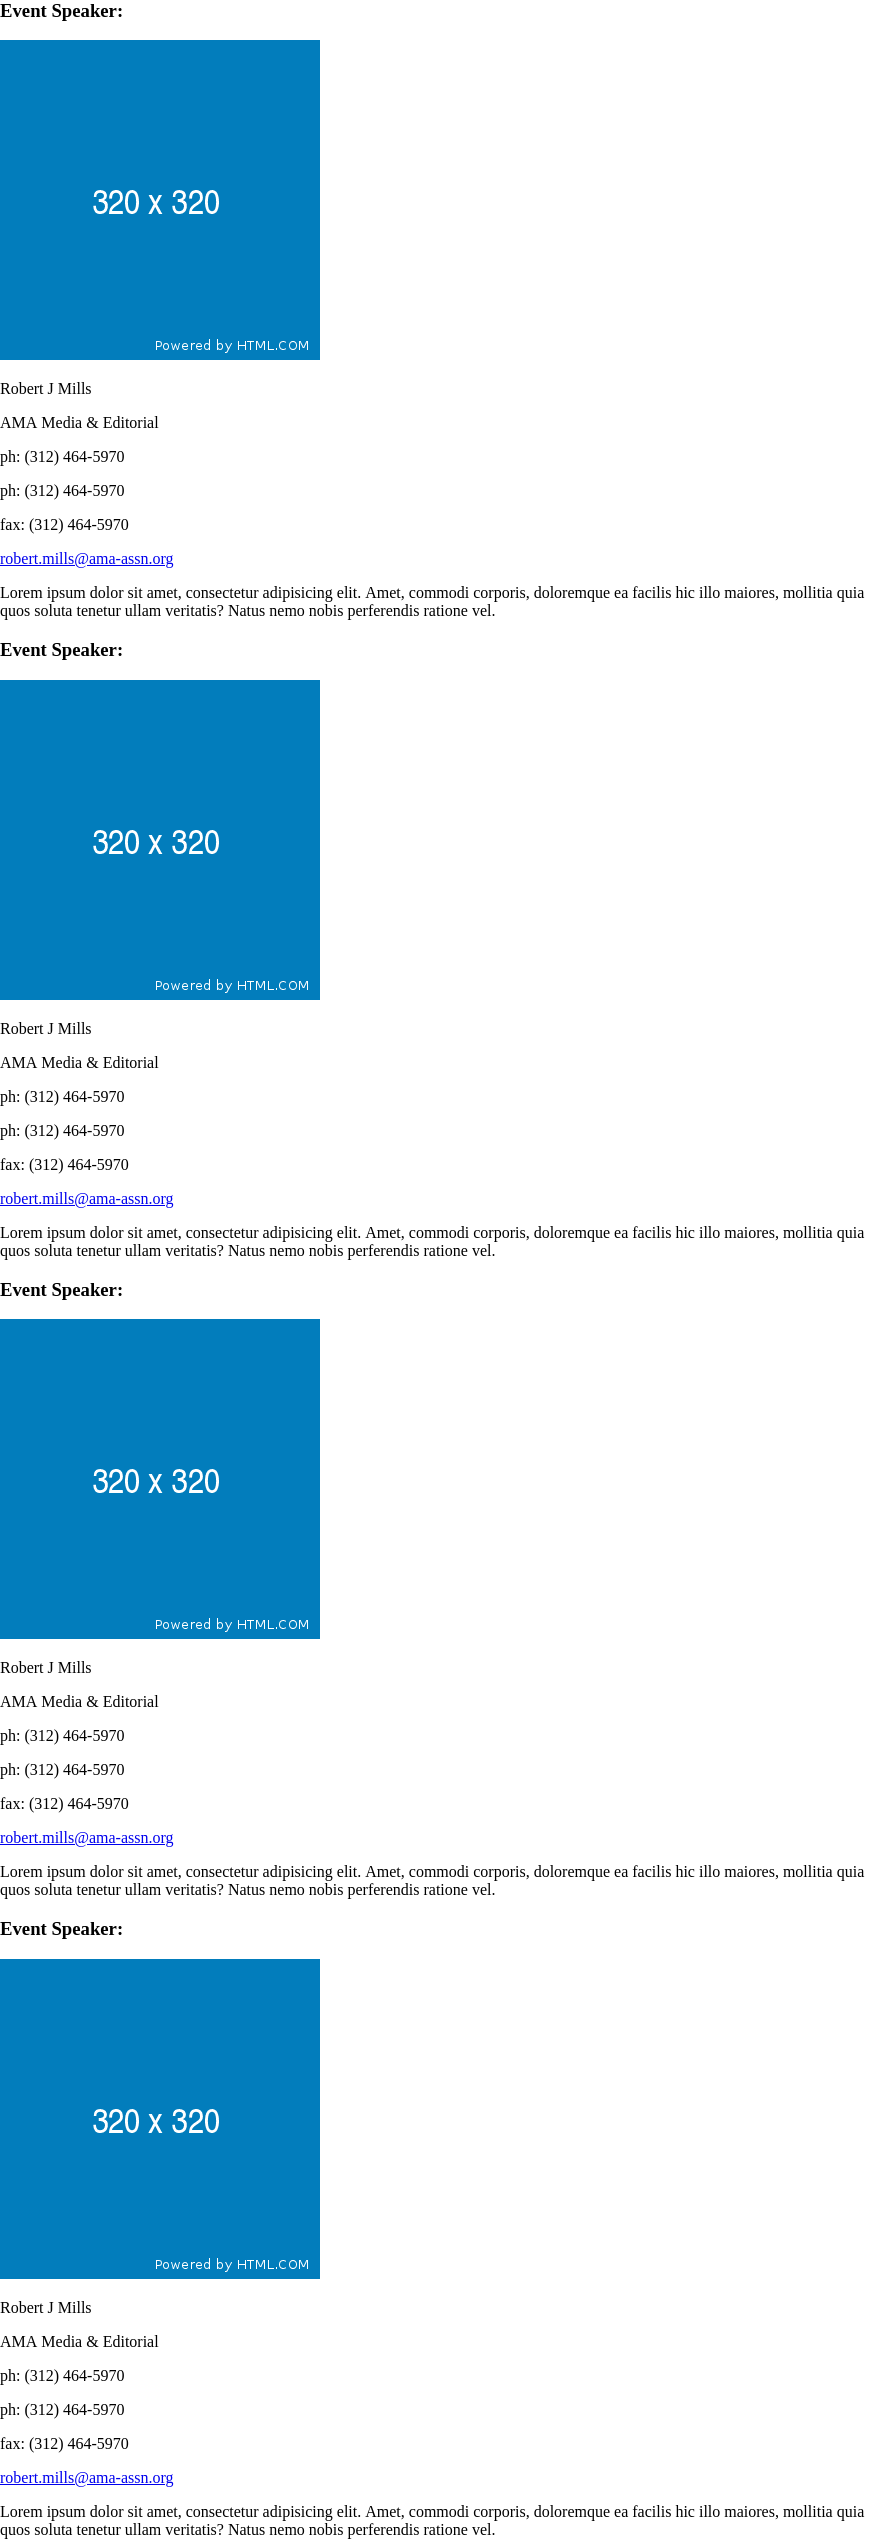 Event Speaker:
320 x 320
Powered by HTML.COM
Robert J Mills
AMA Media & Editorial
ph: (312) 464-5970
ph: (312) 464-5970
fax: (312) 464-5970
robert.mills@ama-assn.org
Lorem ipsum dolor sit amet, consectetur adipisicing elit. Amet, commodi corporis, doloremque ea facilis hic illo maiores, mollitia quia
quos soluta tenetur ullam veritatis? Natus nemo nobis perferendis ratione vel.
Event Speaker:
320 x 320
Powered by HTML.COM
Robert J Mills
AMA Media & Editorial
ph: (312) 464-5970
ph: (312) 464-5970
fax: (312) 464-5970
robert.mills@ama-assn.org
Lorem ipsum dolor sit amet, consectetur adipisicing elit. Amet, commodi corporis, doloremque ea facilis hic illo maiores, mollitia quia
quos soluta tenetur ullam veritatis? Natus nemo nobis perferendis ratione vel.
Event Speaker:
320 x 320
Powered by HTML.COM
Robert J Mills
AMA Media & Editorial
ph: (312) 464-5970
ph: (312) 464-5970
fax: (312) 464-5970
robert.mills@ama-assn.org
Lorem ipsum dolor sit amet, consectetur adipisicing elit. Amet, commodi corporis, doloremque ea facilis hic illo maiores, mollitia quia
quos soluta tenetur ullam veritatis? Natus nemo nobis perferendis ratione vel.
Event Speaker:
320 x 320
Powered by HTML.COM
Robert J Mills
AMA Media & Editorial
ph: (312) 464-5970
ph: (312) 464-5970
fax: (312) 464-5970
robert.mills@ama-assn.org
Lorem ipsum dolor sit amet, consectetur adipisicing elit. Amet, commodi corporis, doloremque ea facilis hic illo maiores, mollitia quia
quos soluta tenetur ullam veritatis? Natus nemo nobis perferendis ratione vel.